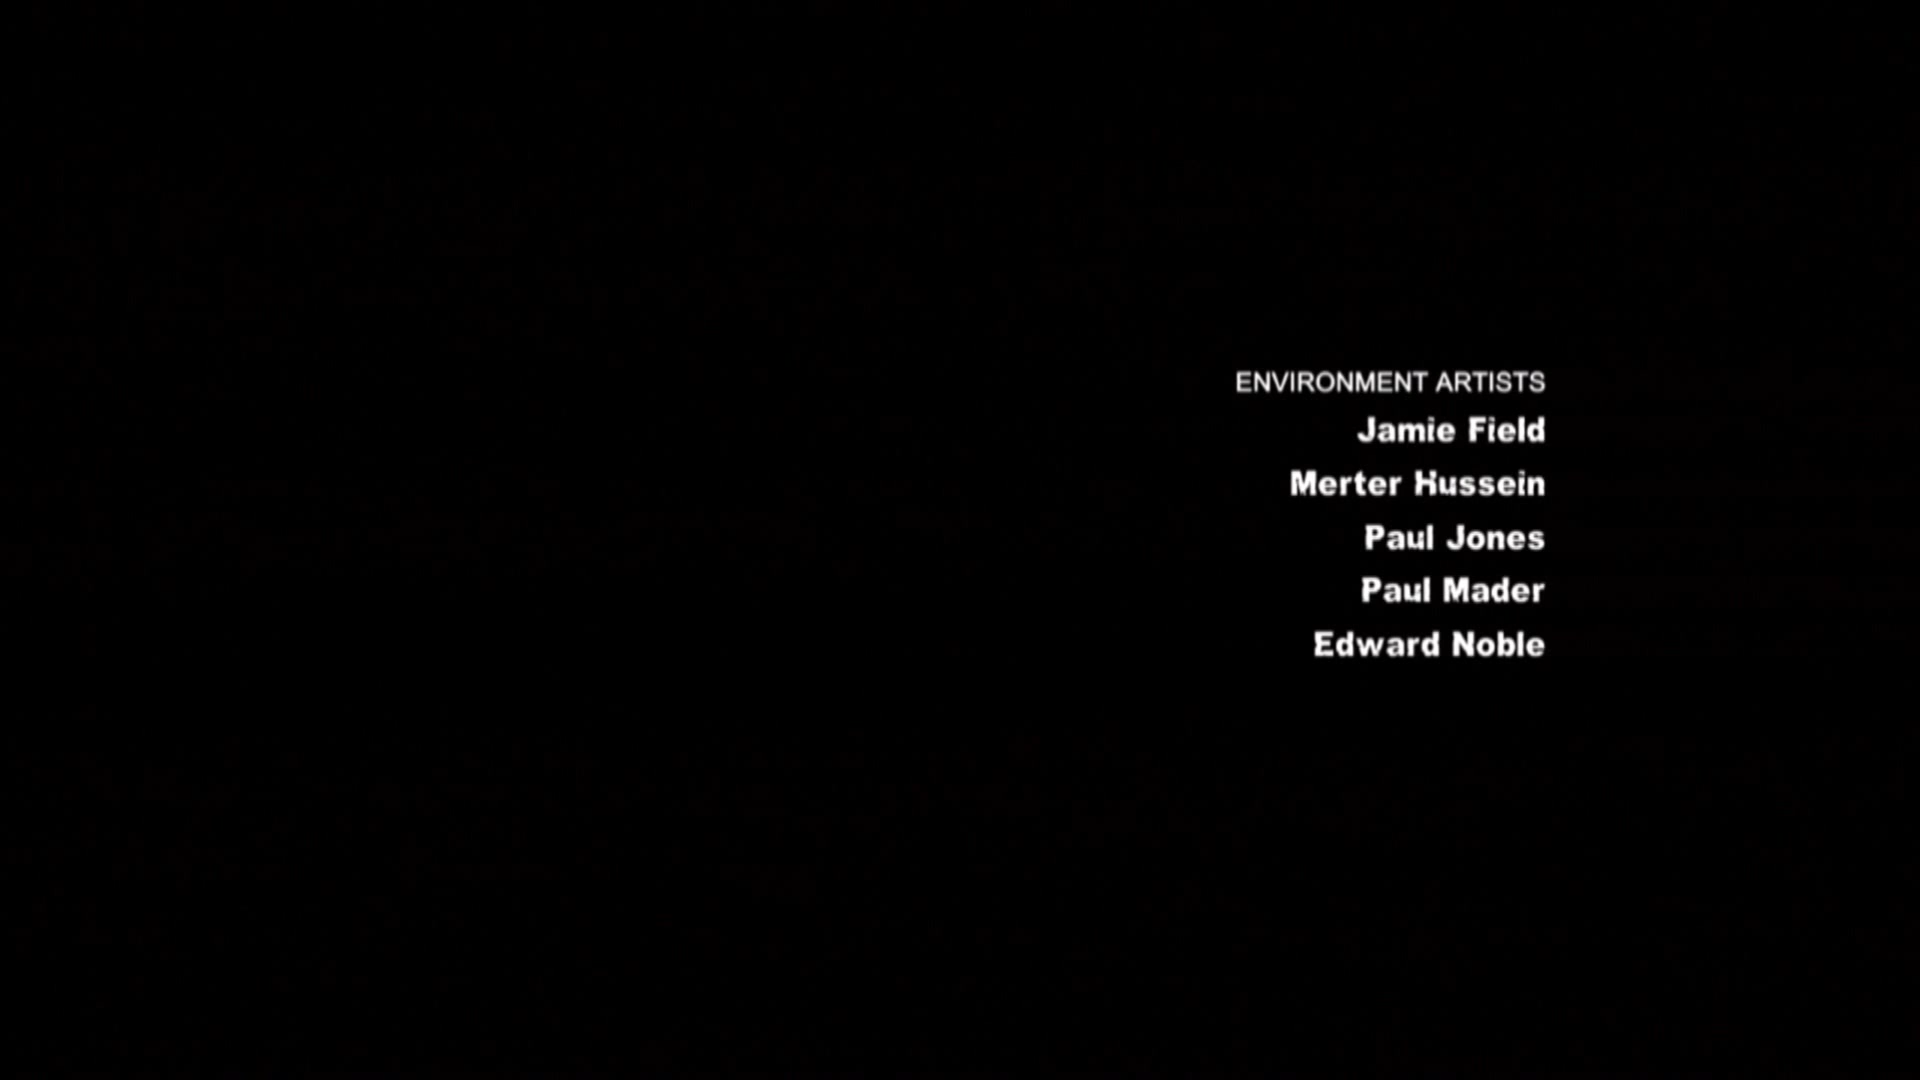 ENVIRONMENT ARTISTS
Jamie Field
Merter Hussein
Paul Jones
Paul Mader
Edward Noble